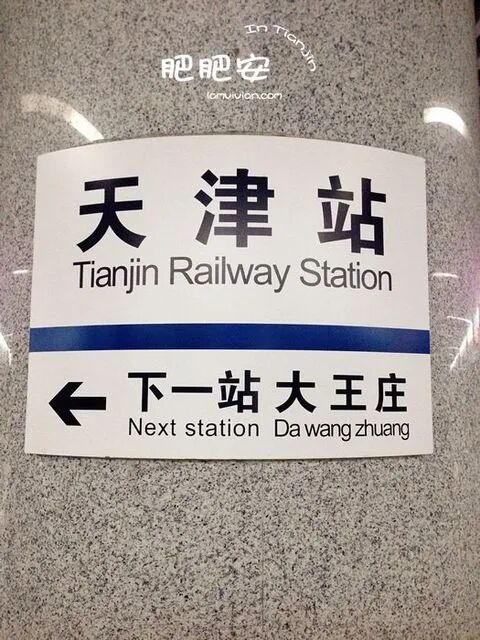 In Tianjin
肥肥安
iamvivian.com
天津站
Tianjin Railway Station
下一站 大王庄
Next station Da wang zhuang